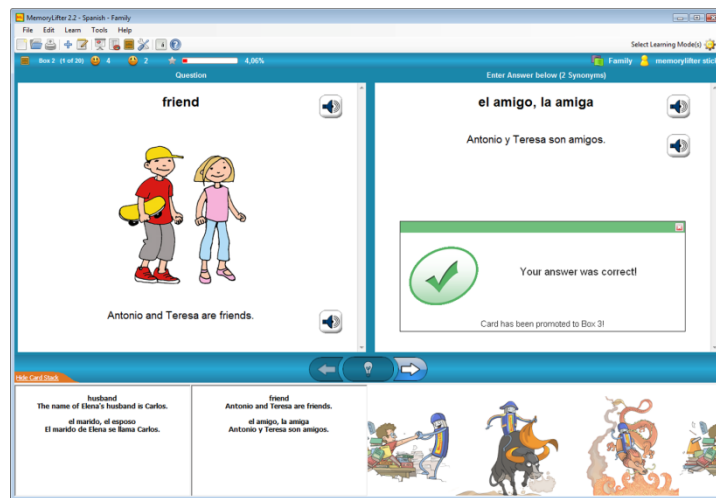 MemoryLifter 2.2 - Spanish - Family
File Edit Learn Tools Help
Select Learning Mode(s)
Box 2 (1 of 20) 4 2 4,06% Family memorylifter stick
Question
Enter Answer below (2 Synonyms)
friend
Antonio and Teresa are friends.
el amigo, la amiga
Antonio y Teresa son amigos.
Your answer was correct!
Card has been promoted to Box 3!
Hide Card Stack
husband
The name of Elena's husband is Carlos.
el marido, el esposo
El marido de Elena se llama Carlos.
friend
Antonio and Teresa are friends.
el amigo, la amiga
Antonio y Teresa son amigos.